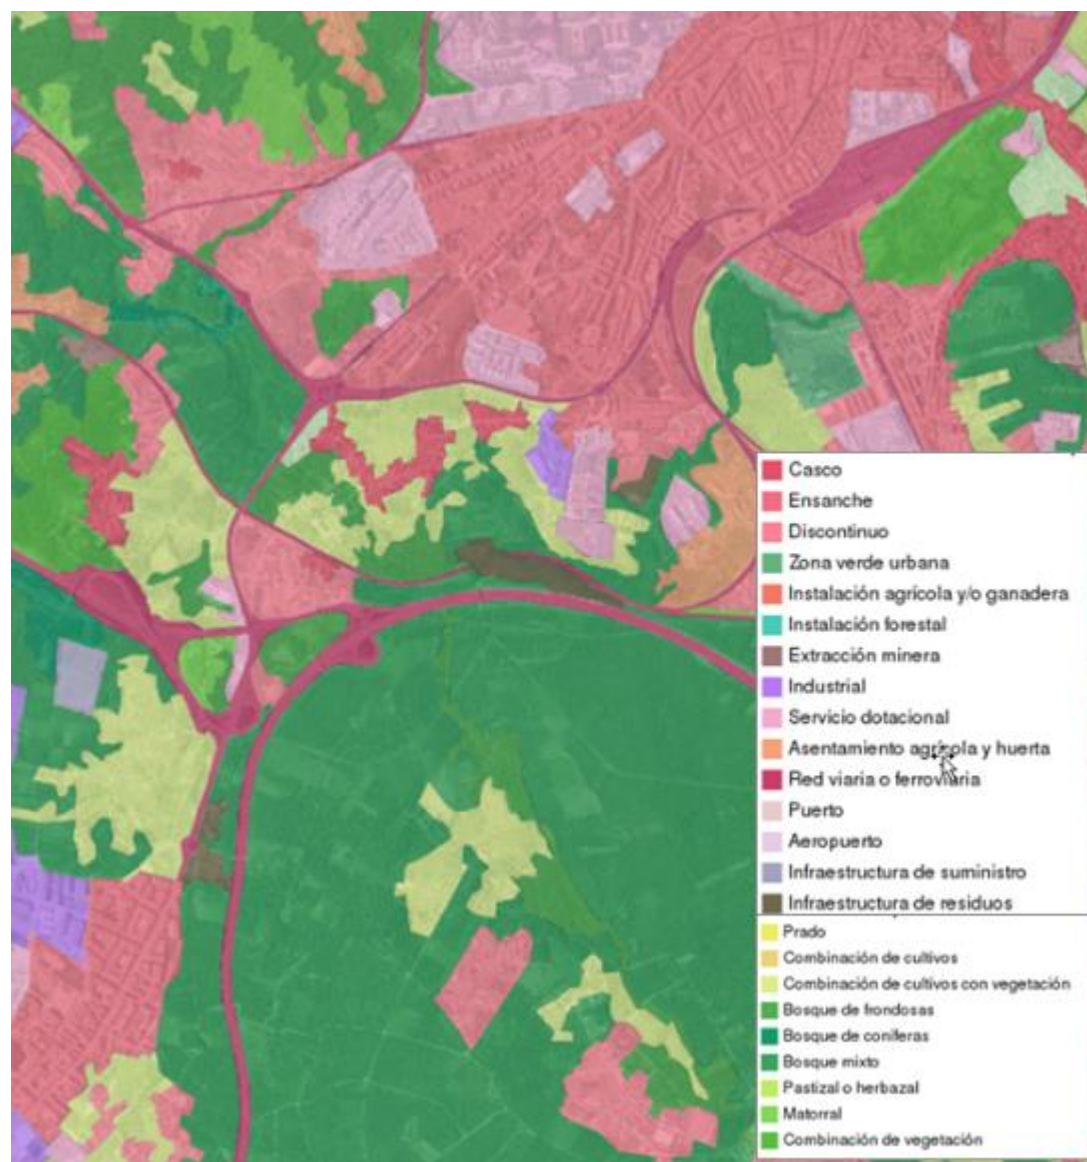 Casco
Ensanche
Discontinuo
Zona verde urbana
Instalación agrícola y/o ganadera
Instalación forestal
Extracción minera
Industrial
Servicio dotacional
Asentamiento agrícola y huerta
Red viaria o ferroviaria
Puerto
Aeropuerto
Infraestructura de suministro
Infraestructura de residuos
Prado
Combinación de cultivos
Combinación de cultivos con vegetación
Bosque de frondosas
Bosque de coníferas
Bosque mixto
Pastizal o herbazal
Matorral
Combinación de vegetación